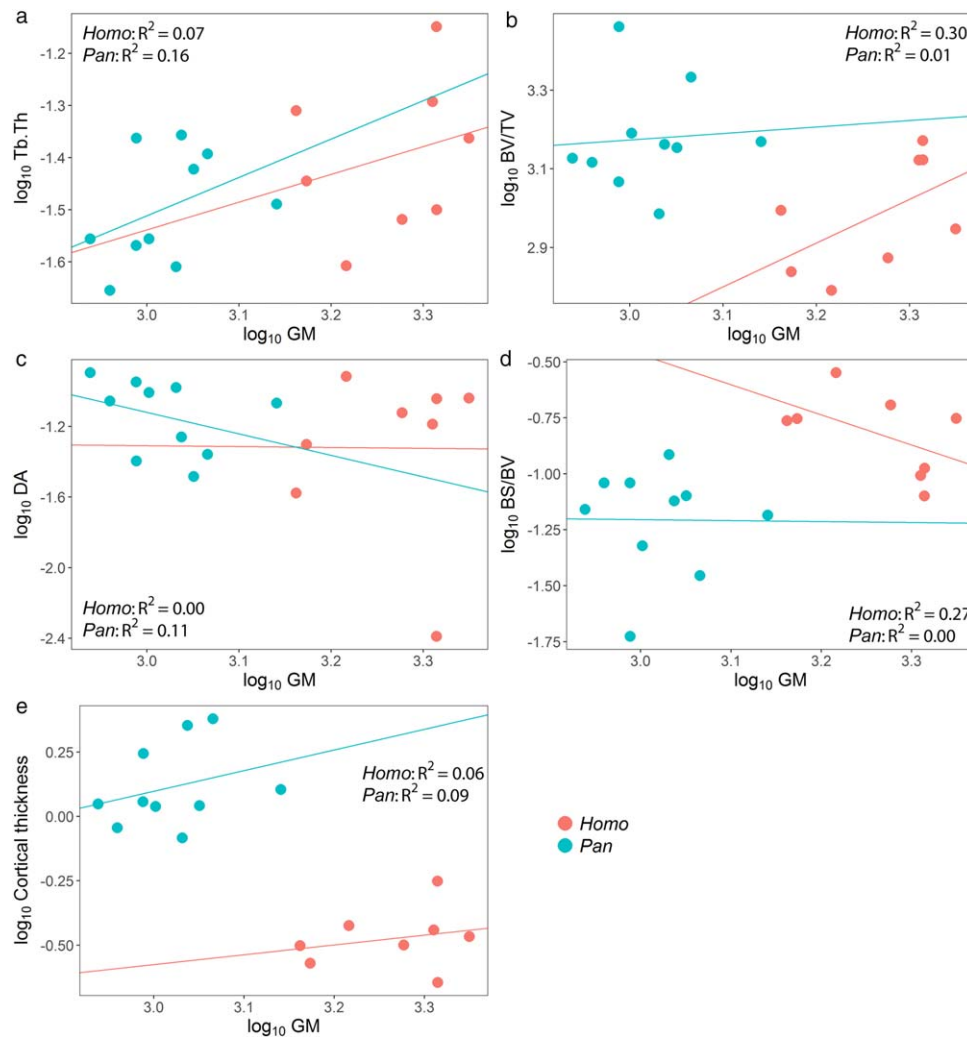 a
Homo: R² = 0.07
Pan: R² = 0.16
log₁₀ Tb.Th
-1.2
-1.3
-1.4
-1.5
-1.6
3.0 3.1 3.2 3.3
log₁₀ GM
b
Homo: R² = 0.30
Pan: R² = 0.01
log₁₀ BV/TV
3.3
3.1
2.9
3.0 3.1 3.2 3.3
log₁₀ GM
c
log₁₀ DA
-1.2
-1.6
-2.0
-2.4
Homo: R² = 0.00
Pan: R² = 0.11
3.0 3.1 3.2 3.3
log₁₀ GM
d
log₁₀ BS/BV
-0.50
-0.75
-1.00
-1.25
-1.50
-1.75
Homo: R² = 0.27
Pan: R² = 0.00
3.0 3.1 3.2 3.3
log₁₀ GM
e
log₁₀ Cortical thickness
0.25
0.00
-0.25
-0.50
Homo: R² = 0.06
Pan: R² = 0.09
3.0 3.1 3.2 3.3
log₁₀ GM
Homo
Pan